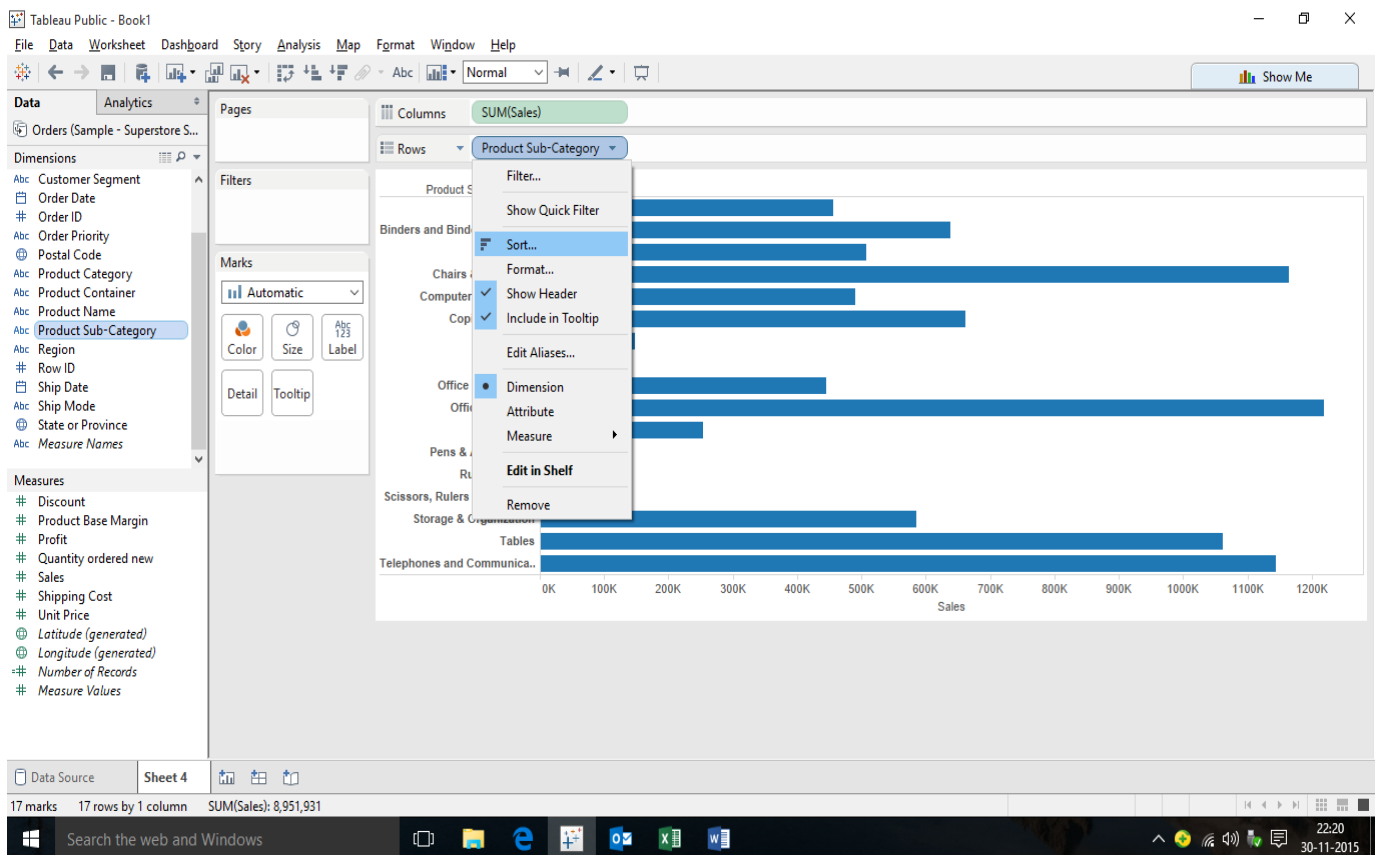 Tableau Public - Book1
File Data Worksheet Dashboard Story Analysis Map Format Window Help
Abc Normal Show Me
Data Analytics
Orders (Sample - Superstore S...
Dimensions
Abc Customer Segment
Order Date
# Order ID
Abc Order Priority
Postal Code
Abc Product Category
Abc Product Container
Abc Product Name
Abc Product Sub-Category
Abc Region
# Row ID
Ship Date
Abc Ship Mode
State or Province
Abc Measure Names
Measures
# Discount
# Product Base Margin
# Profit
# Quantity ordered new
# Sales
# Shipping Cost
# Unit Price
Latitude (generated)
Longitude (generated)
=# Number of Records
# Measure Values
Pages
Filters
Marks
Automatic
Color Size Abc 123 Label
Detail Tooltip
Columns SUM(Sales)
Rows Product Sub-Category
Filter...
Show Quick Filter
Sort...
Format...
Show Header
Include in Tooltip
Edit Aliases...
Dimension
Attribute
Measure
Edit in Shelf
Remove
Product S
Binders and Bind
Chairs
Computer
Cop
Office
Offi
Pens &
Ru
Scissors, Rulers
Storage & Organization
Tables
Telephones and Communica..
0K 100K 200K 300K 400K 500K 600K 700K 800K 900K 1000K 1100K 1200K
Sales
Data Source Sheet 4
17 marks 17 rows by 1 column SUM(Sales): 8,951,931
Search the web and Windows
22:20
30-11-2015